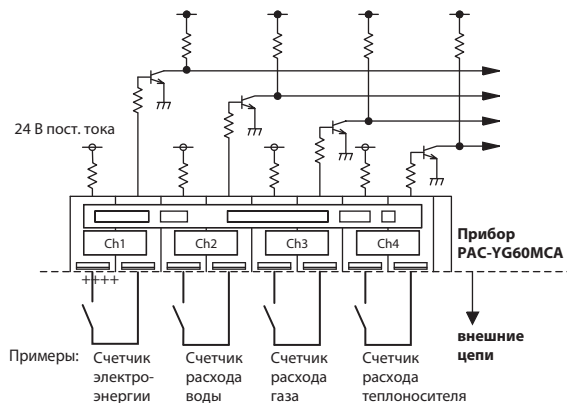 24 В пост. тока
Ch1 Ch2 Ch3 Ch4
Прибор
PAC-YG60MCA
++++
внешние
цепи
Примеры: Счетчик Счетчик Счетчик Счетчик
электро- расхода расхода расхода
энергии воды газа теплоносителя